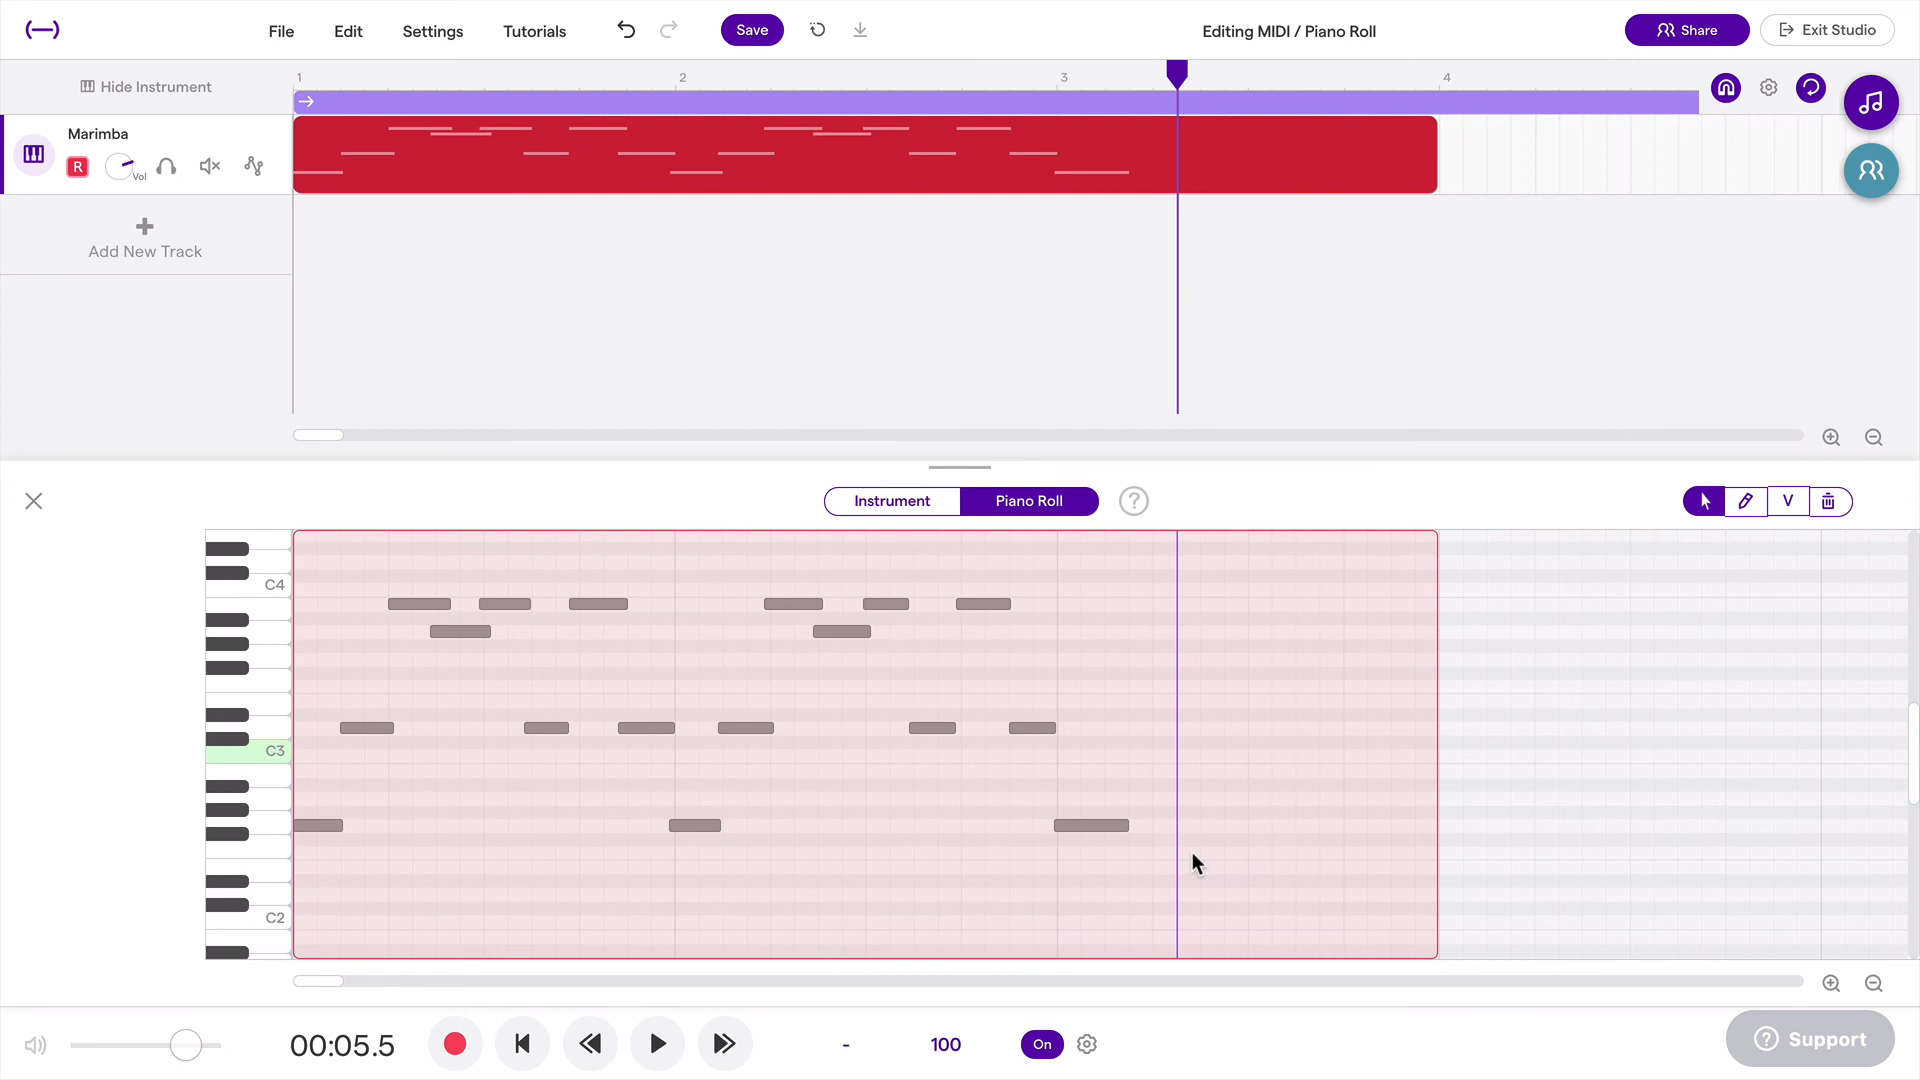 File Edit Settings Tutorials Save Editing MIDI / Piano Roll Share Exit Studio
Hide Instrument 1 2 3 4
Marimba
R Vol
Add New Track
Instrument Piano Roll ? V
C4
C3
C2
00:05.5 - 100 On ? Support